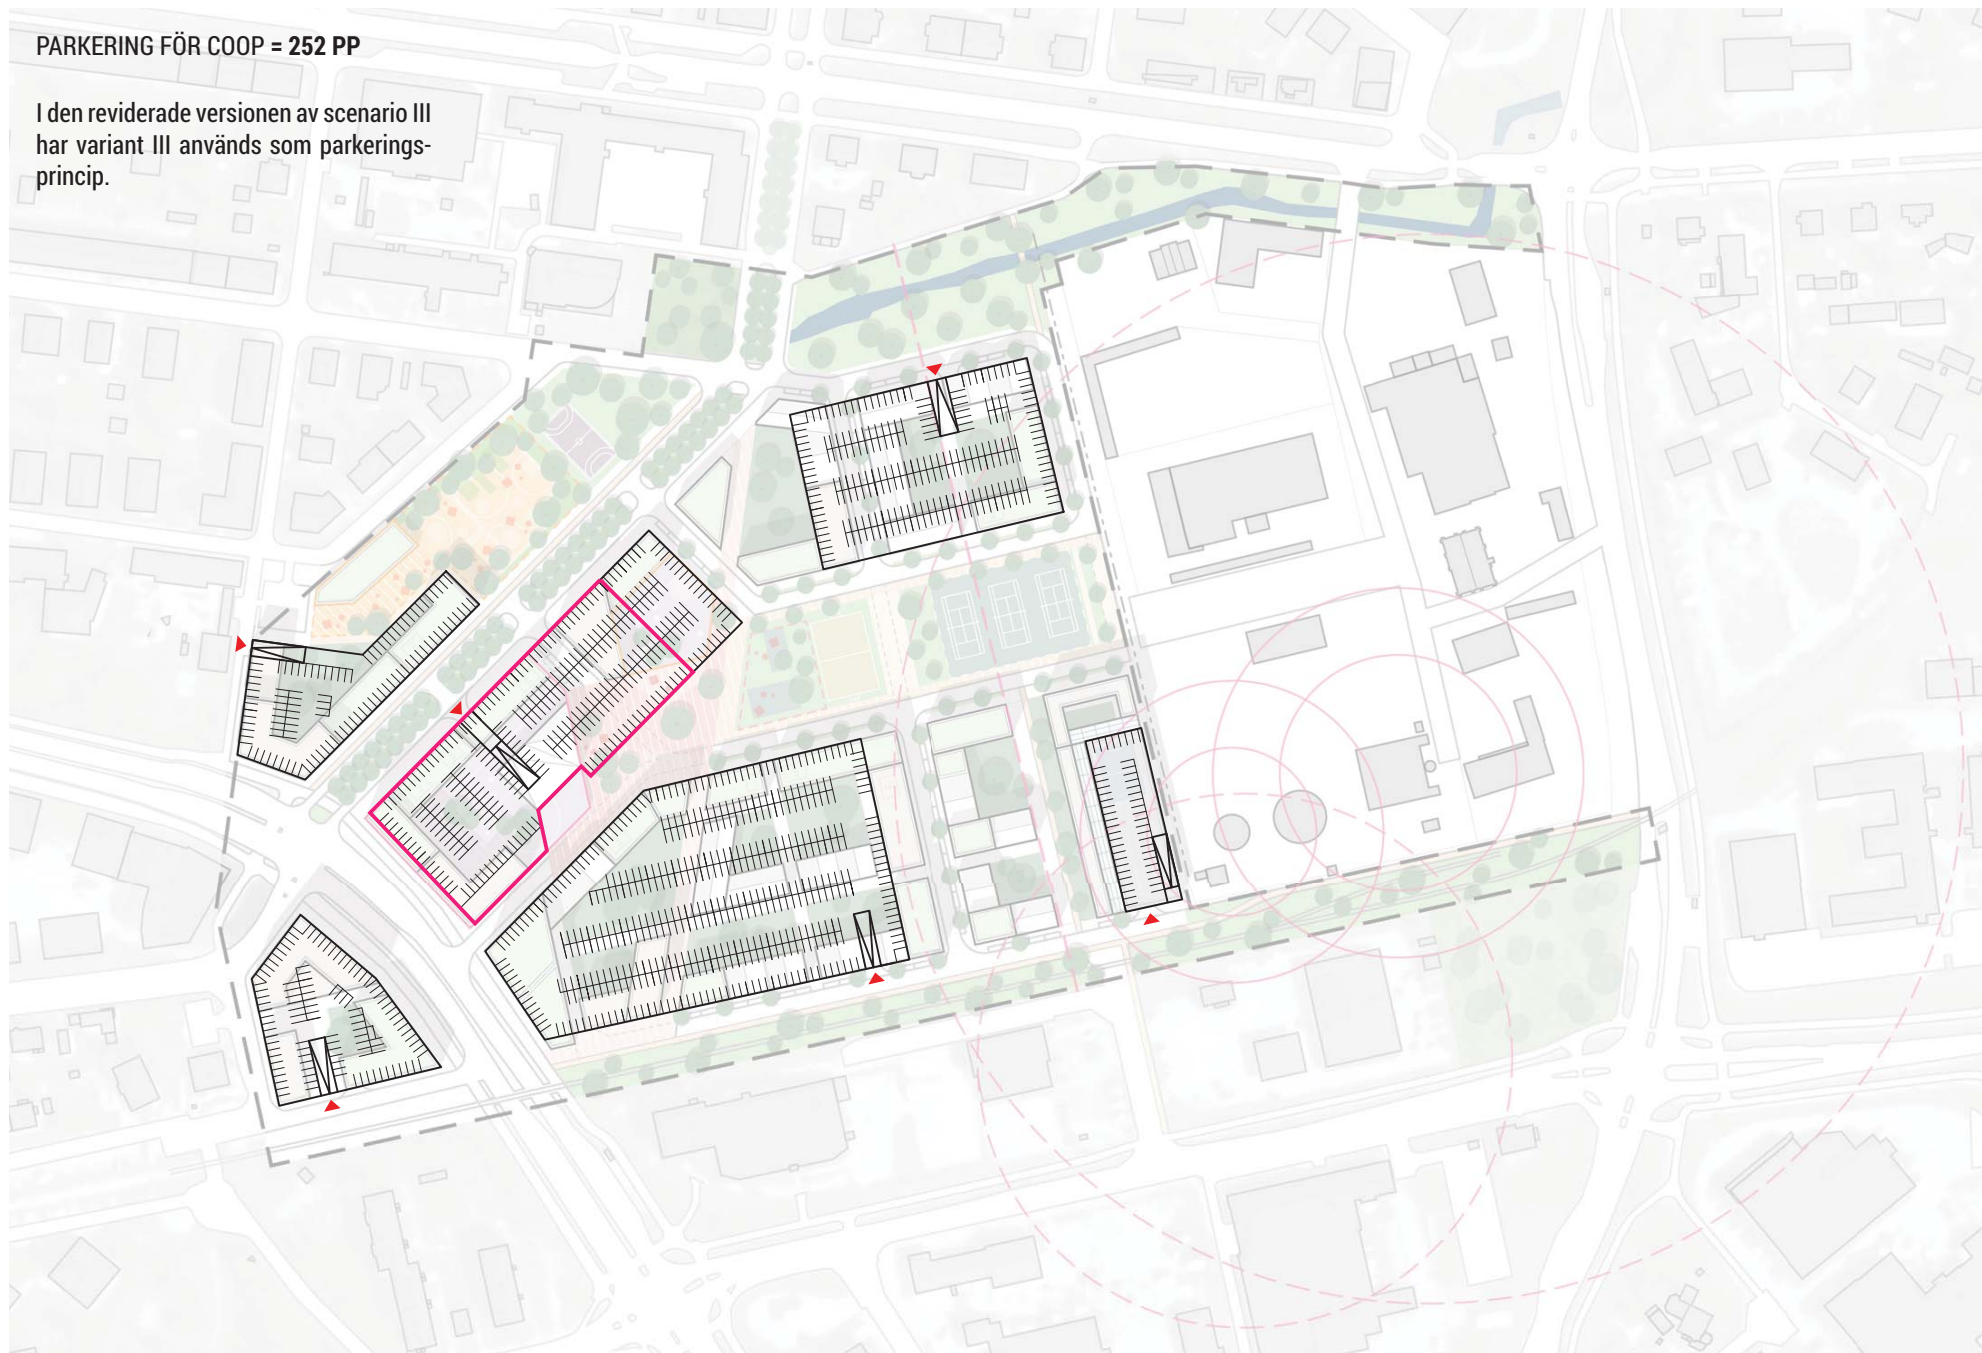 PARKERING FÖR COOP = 252 PP
I den reviderade versionen av scenario III
har variant III används som parkerings-
princip.